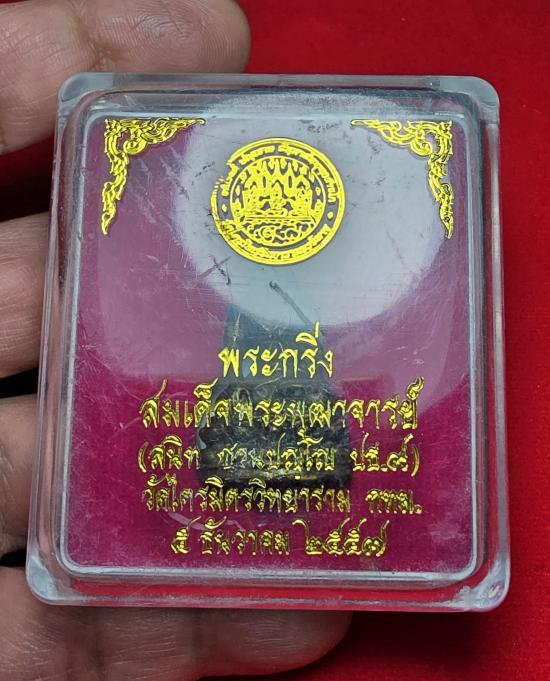 พระกริ่ง
สมเด็จพระพุฒาจารย์
(สนิท ชวนปญฺโญ ปธ.๙)
วัดไตรมิตรวิทยาราม กทม.
๕ ธันวาคม ๒๕๕๗